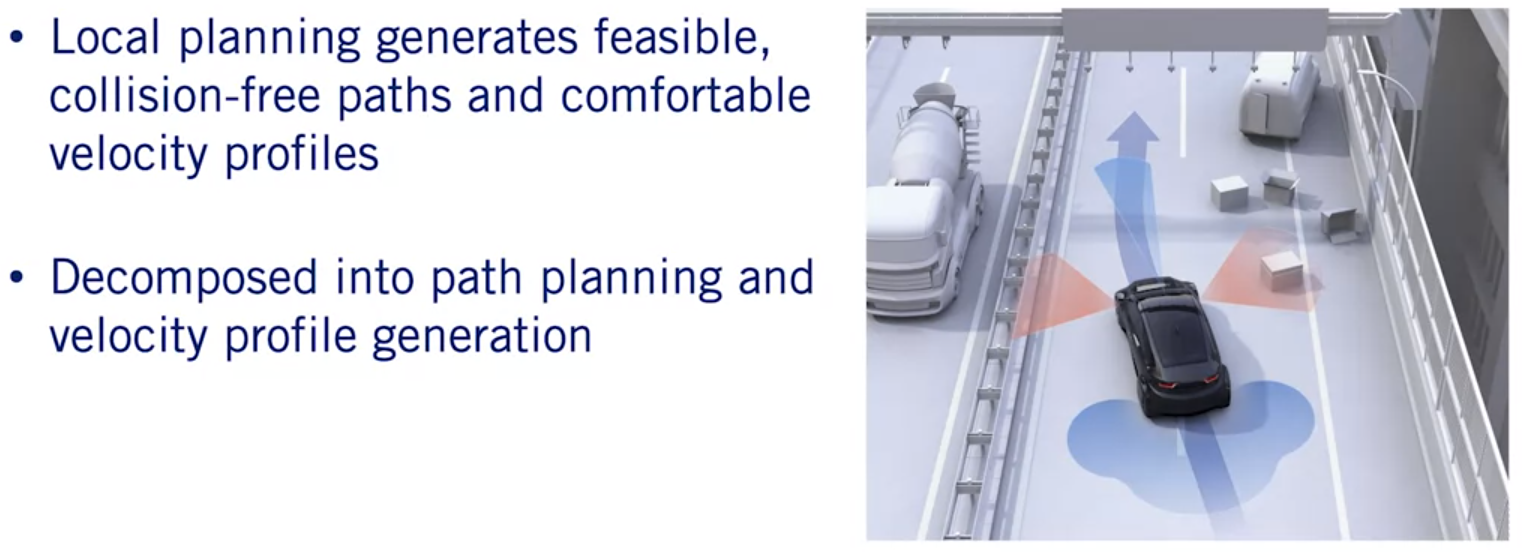 • Local planning generates feasible,
collision-free paths and comfortable
velocity profiles
• Decomposed into path planning and
velocity profile generation